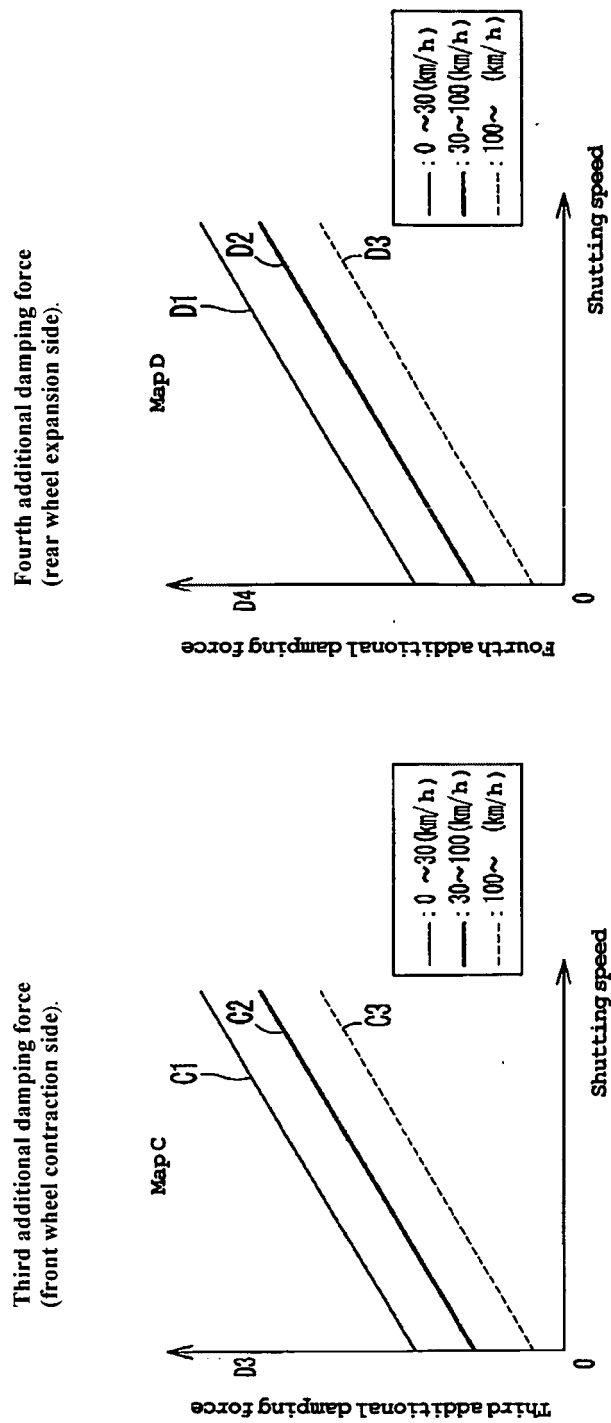 Third additional damping force
(front wheel contraction side).
Map C
D3
Third additional damping force
C1
C2
C3
: 0 ~30(km/h)
: 30~100(km/h)
: 100~ (km/h)
0
Shutting speed
Fourth additional damping force
(rear wheel expansion side).
Map D
D4
Fourth additional damping force
D1
D2
D3
: 0 ~30(km/h)
: 30~100(km/h)
: 100~ (km/h)
0
Shutting speed